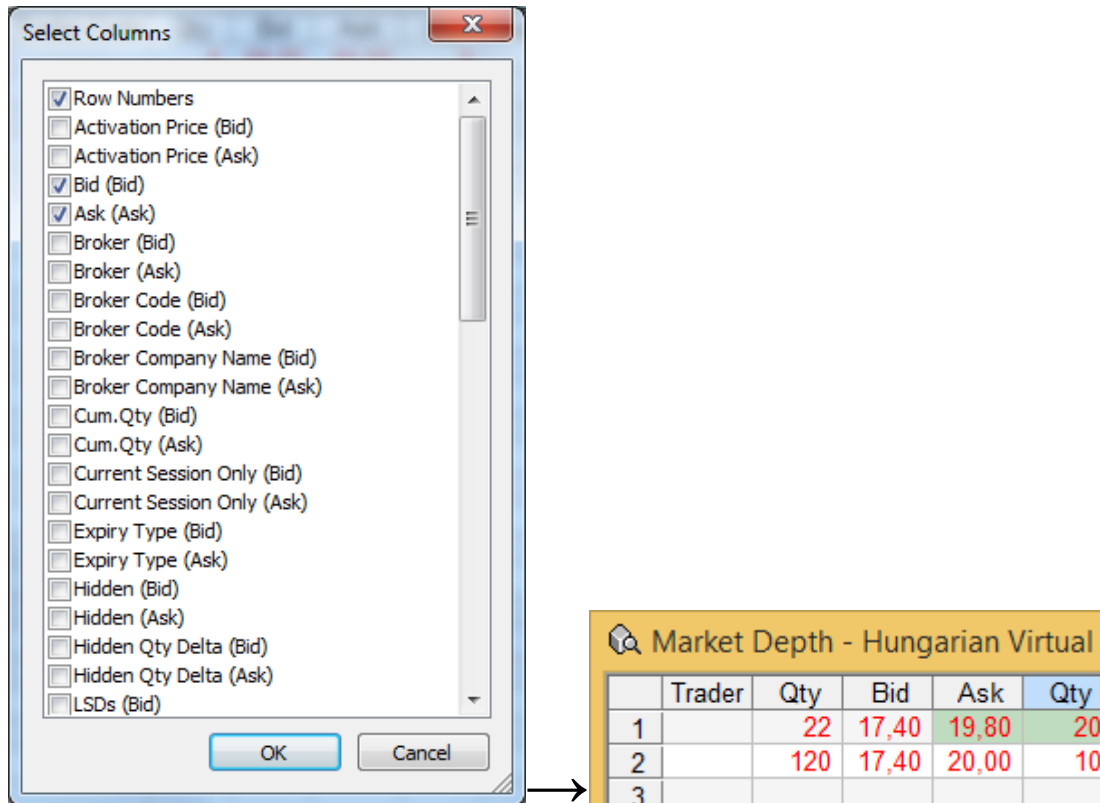 Select Columns
Row Numbers
Activation Price (Bid)
Activation Price (Ask)
Bid (Bid)
Ask (Ask)
Broker (Bid)
Broker (Ask)
Broker Code (Bid)
Broker Code (Ask)
Broker Company Name (Bid)
Broker Company Name (Ask)
Cum.Qty (Bid)
Cum.Qty (Ask)
Current Session Only (Bid)
Current Session Only (Ask)
Expiry Type (Bid)
Expiry Type (Ask)
Hidden (Bid)
Hidden (Ask)
Hidden Qty Delta (Bid)
Hidden Qty Delta (Ask)
LSDs (Bid)
OK Cancel
→
Market Depth - Hungarian Virtual
Trader Qty Bid Ask Qty
1 22 17,40 19,80 20
2 120 17,40 20,00 10
3